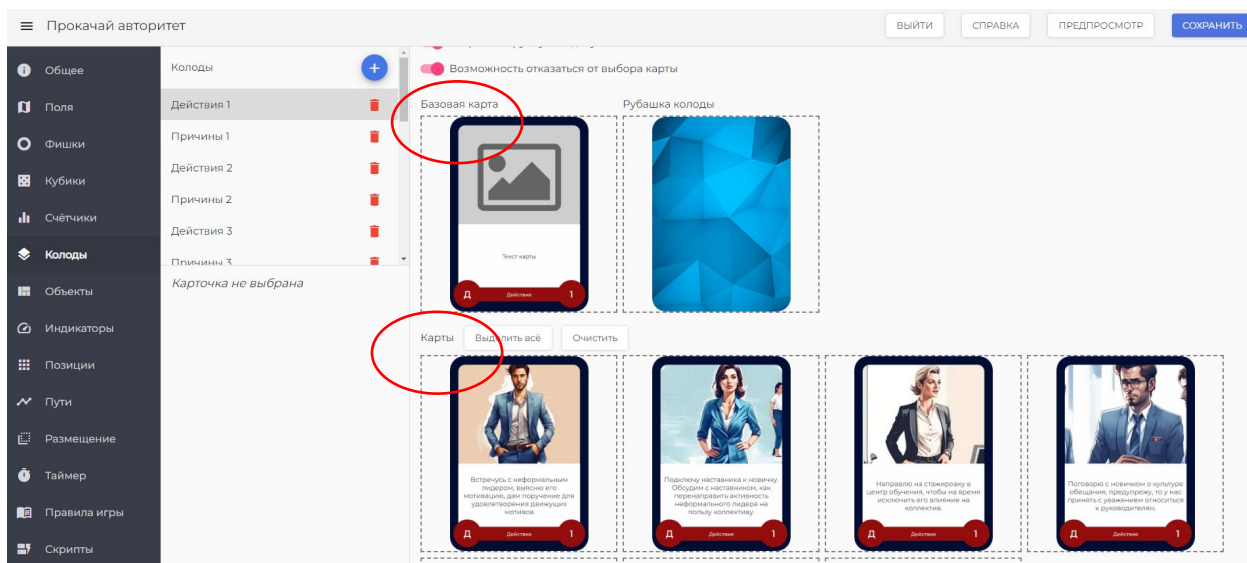 Прокачай авторитет
ВЫЙТИ
СПРАВКА
ПРЕДПРОСМОТР
СОХРАНИТЬ
Общее
Поля
Фишки
Кубики
Счётчики
Колоды
Объекты
Индикаторы
Позиции
Пути
Размещение
Таймер
Правила игры
Скрипты
Колоды
Действия 1
Причины 1
Действия 2
Причины 2
Действия 3
Причины 3
Карточка не выбрана
Возможность отказаться от выбора карты
Базовая карта
Рубашка колоды
Текст карты
Д Действие 1
Карты
Выделить всё
Очистить
Встречусь с неформальным
лидером, выясню его
мотивацию, дам поручение для
удовлетворения движущих
мотивов
Д Действие 1
Подключу наставника к новичку.
Обсудим с наставником, как
перенаправить активность
неформального лидера на
пользу коллективу.
Д Действие 1
Направлю на стажировку в
центр обучения, чтобы на время
исключить его влияние на
коллектив.
Д Действие 1
Поговорю с новичком о культуре
обещания, предупрежу, то у нас
принять с уважением относиться
к руководителям.
Д Действие 1